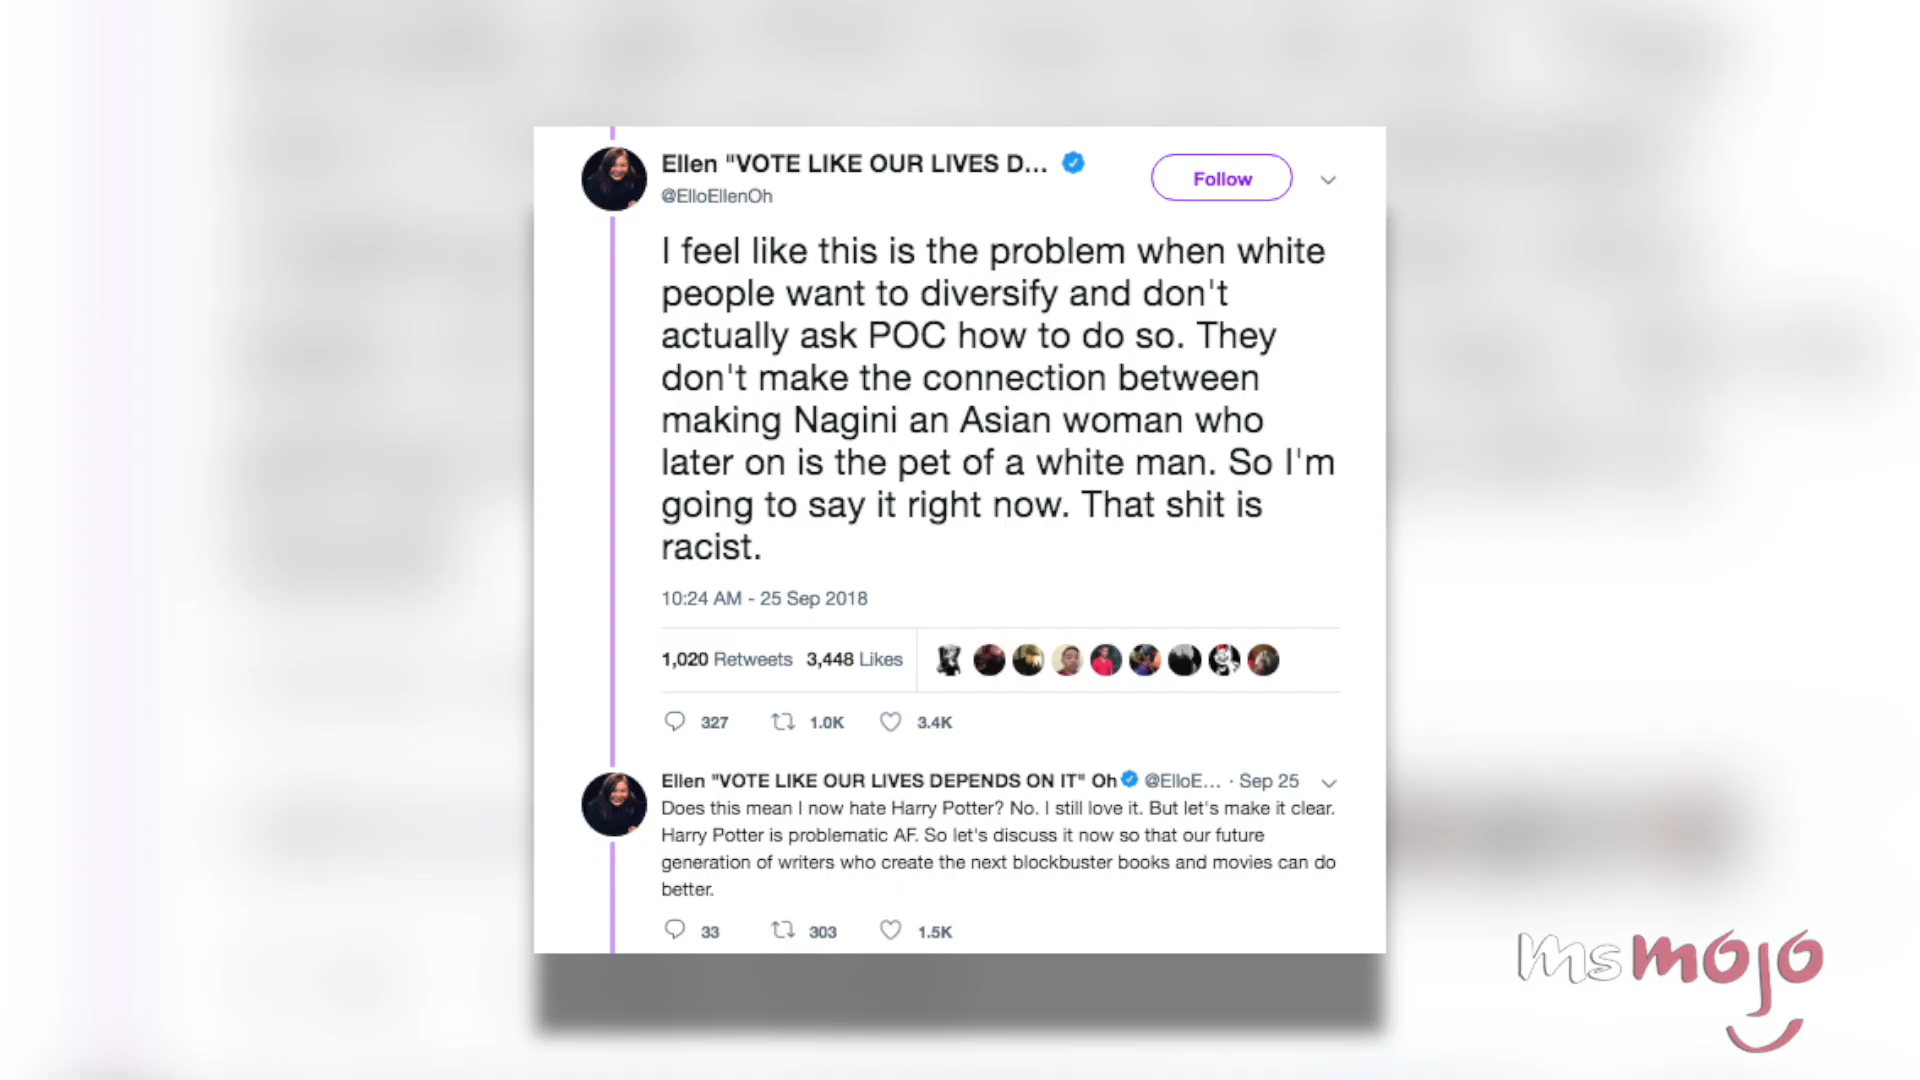 Ellen "VOTE LIKE OUR LIVES D...
Follow
@ElloEllenOh
I feel like this is the problem when white
people want to diversify and don't
actually ask POC how to do so. They
don't make the connection between
making Nagini an Asian woman who
later on is the pet of a white man. So I'm
going to say it right now. That shit is
racist.
10:24 AM - 25 Sep 2018
1,020 Retweets 3,448 Likes
327 1.0K 3.4K
Ellen "VOTE LIKE OUR LIVES DEPENDS ON IT" Oh @ElloE... · Sep 25
Does this mean I now hate Harry Potter? No. I still love it. But let's make it clear.
Harry Potter is problematic AF. So let's discuss it now so that our future
generation of writers who create the next blockbuster books and movies can do
better.
33 303 1.5K
msmojo